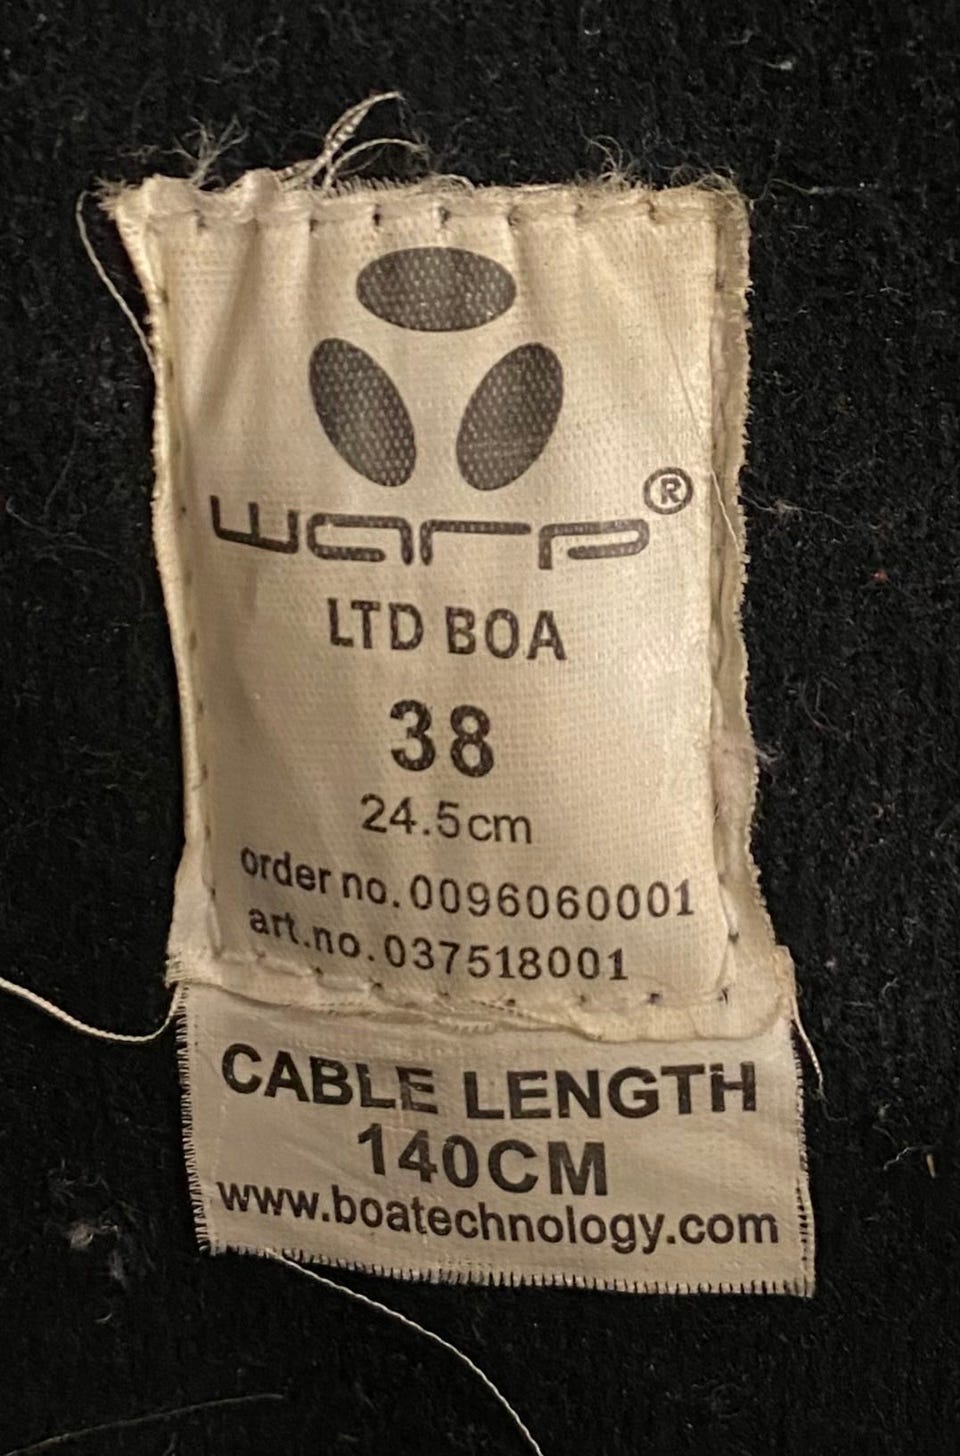 warp®
LTD BOA
38
24.5cm
order no.0096060001
art.no.037518001
CABLE LENGTH
140CM
www.boatechnology.com